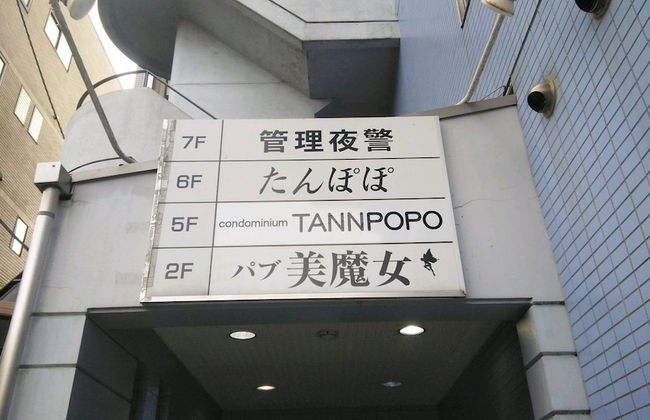 7F 管理夜警
6F たんぽぽ
5F condominium TANNPOPO
2F パブ 美魔女